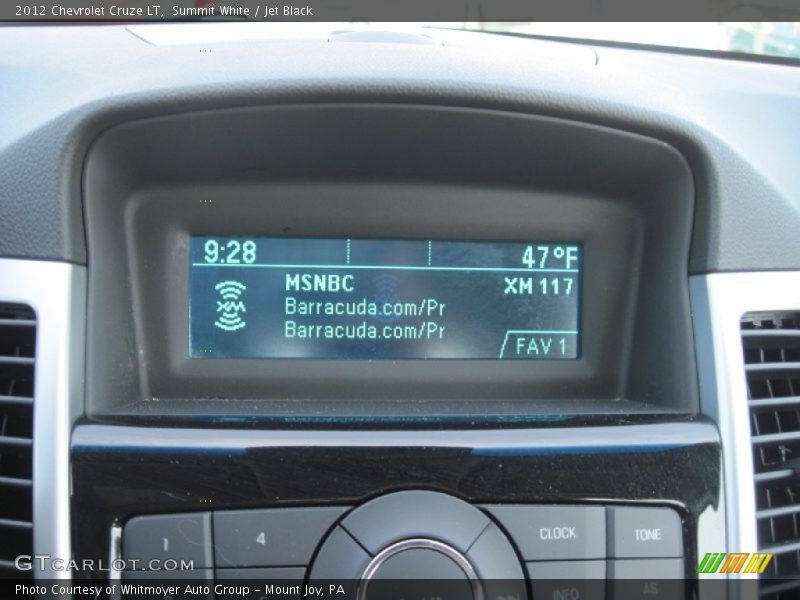 2012 Chevrolet Cruze LT, Summit White / Jet Black
9:28 47°F
MSNBC XM 117
XM
Barracuda.com/Pr
Barracuda.com/Pr
FAV 1
1 4 CLOCK TONE
INFO AS
GTCARLOT.COM
Photo Courtesy of Whitmoyer Auto Group - Mount Joy, PA